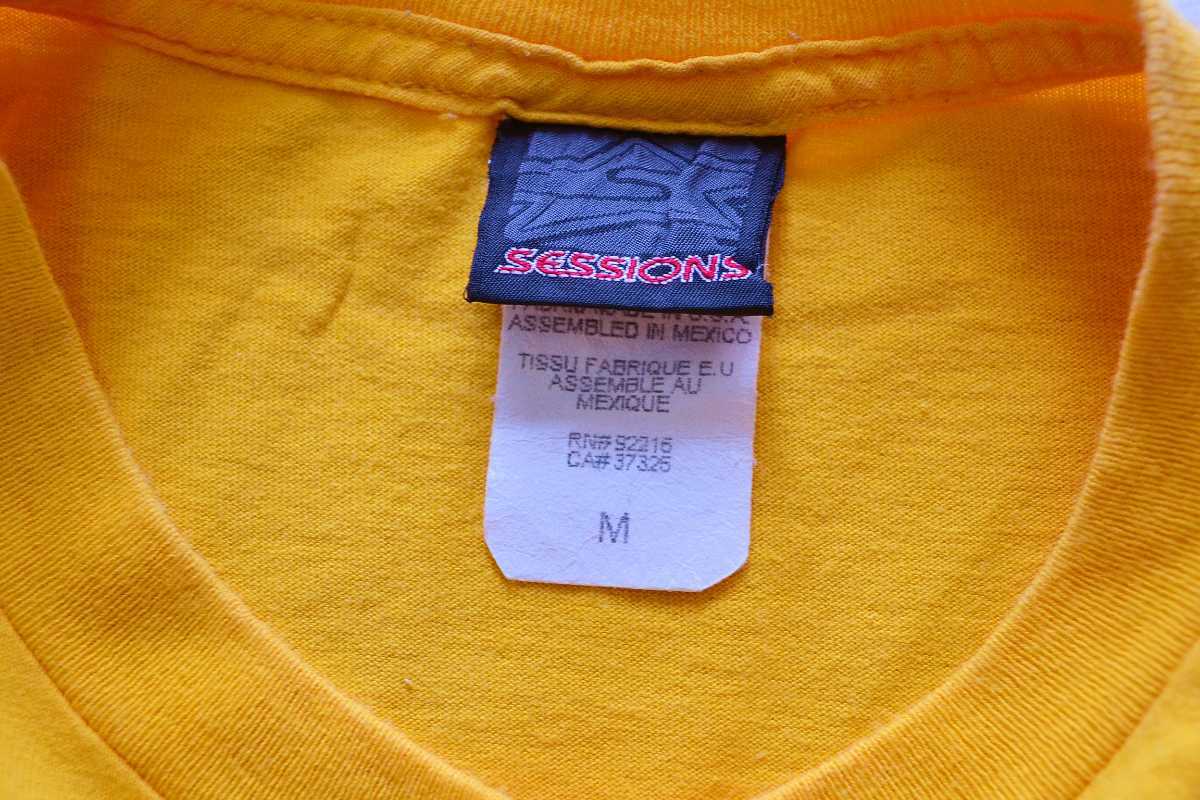 SESSIONS
ASSEMBLED IN MEXICO
TISSU FABRIQUE E.U
ASSEMBLE AU
MEXIQUE
RN# 92216
CA# 37325
M